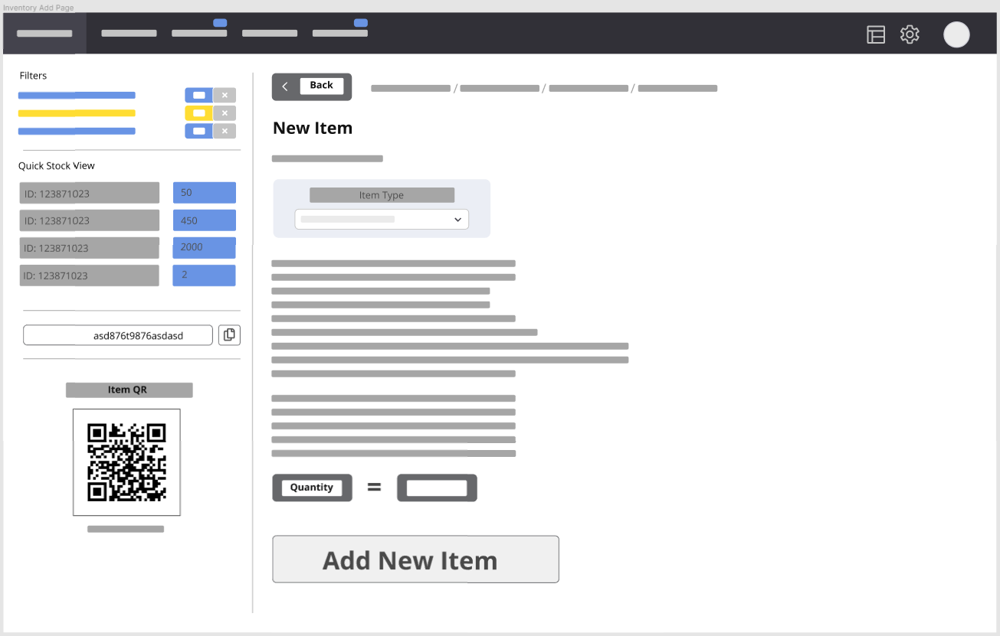 Inventory Add Page
Filters
Back
/ / / /
New Item
Quick Stock View
ID: 123871023 50
ID: 123871023 450
ID: 123871023 2000
ID: 123871023 2
Item Type
asd876t9876asdasd
Item QR
Quantity =
Add New Item